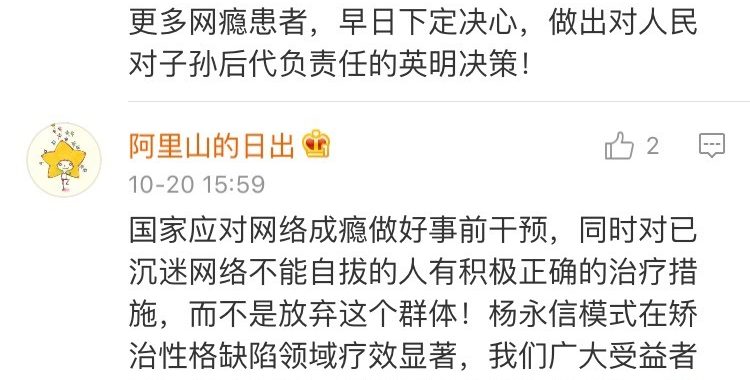 更多网瘾患者，早日下定决心，做出对人民
对子孙后代负责任的英明决策！
阿里山的日出
2
10-20 15:59
国家应对网络成瘾做好事前干预，同时对已
沉迷网络不能自拔的人有积极正确的治疗措
施，而不是放弃这个群体！杨永信模式在矫
治性格缺陷领域疗效显著，我们广大受益者